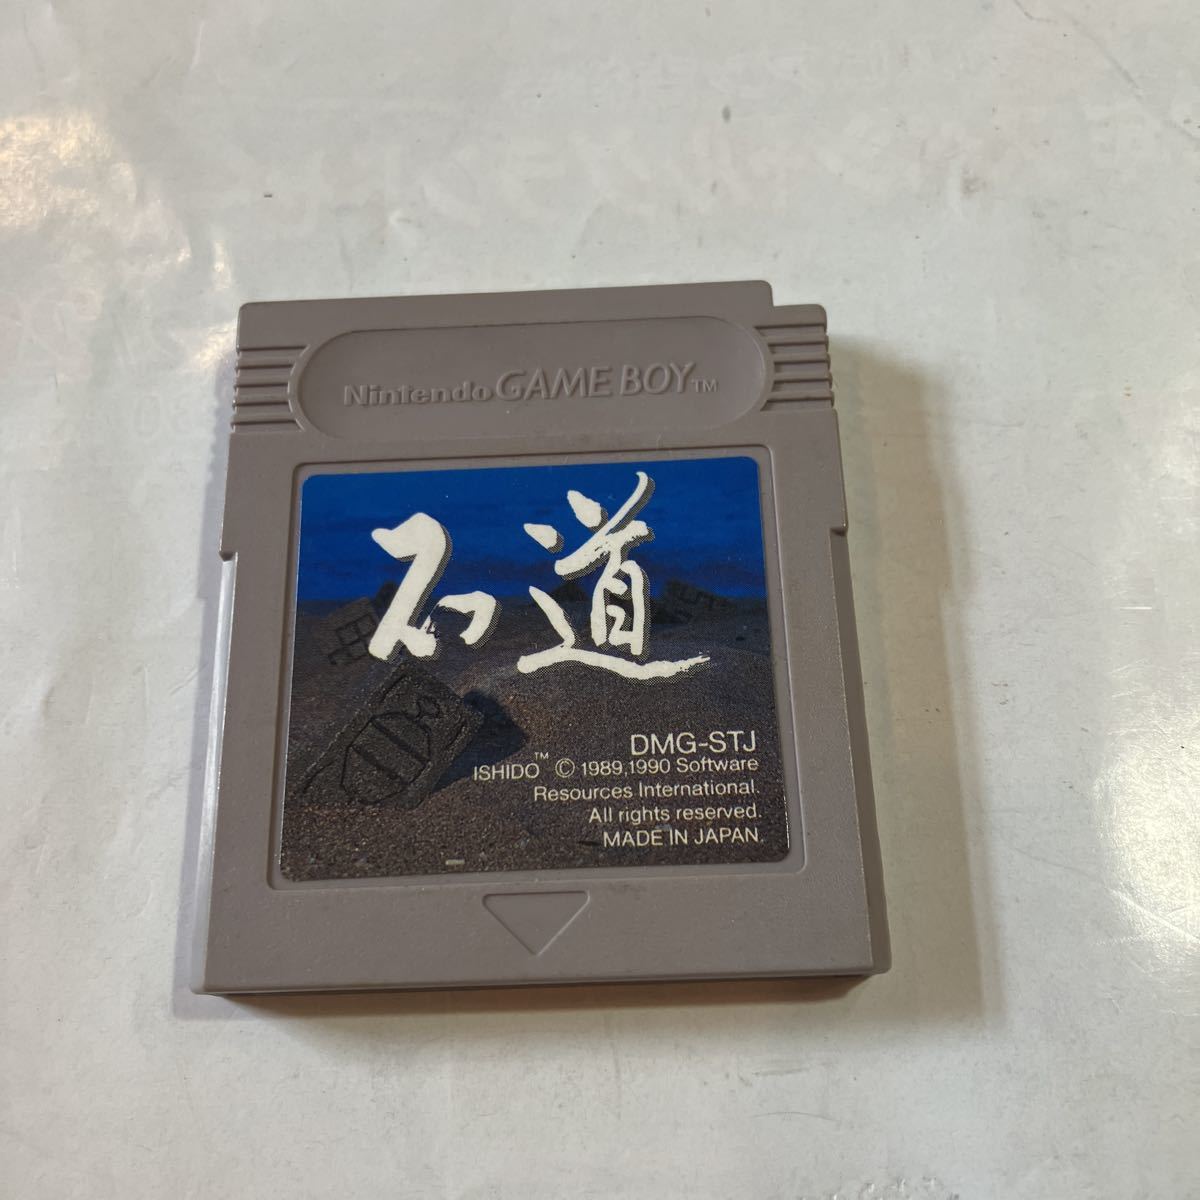 Nintendo GAME BOY™
石道
DMG-STJ
ISHIDO™ © 1989,1990 Software
Resources International.
All rights reserved.
MADE IN JAPAN.